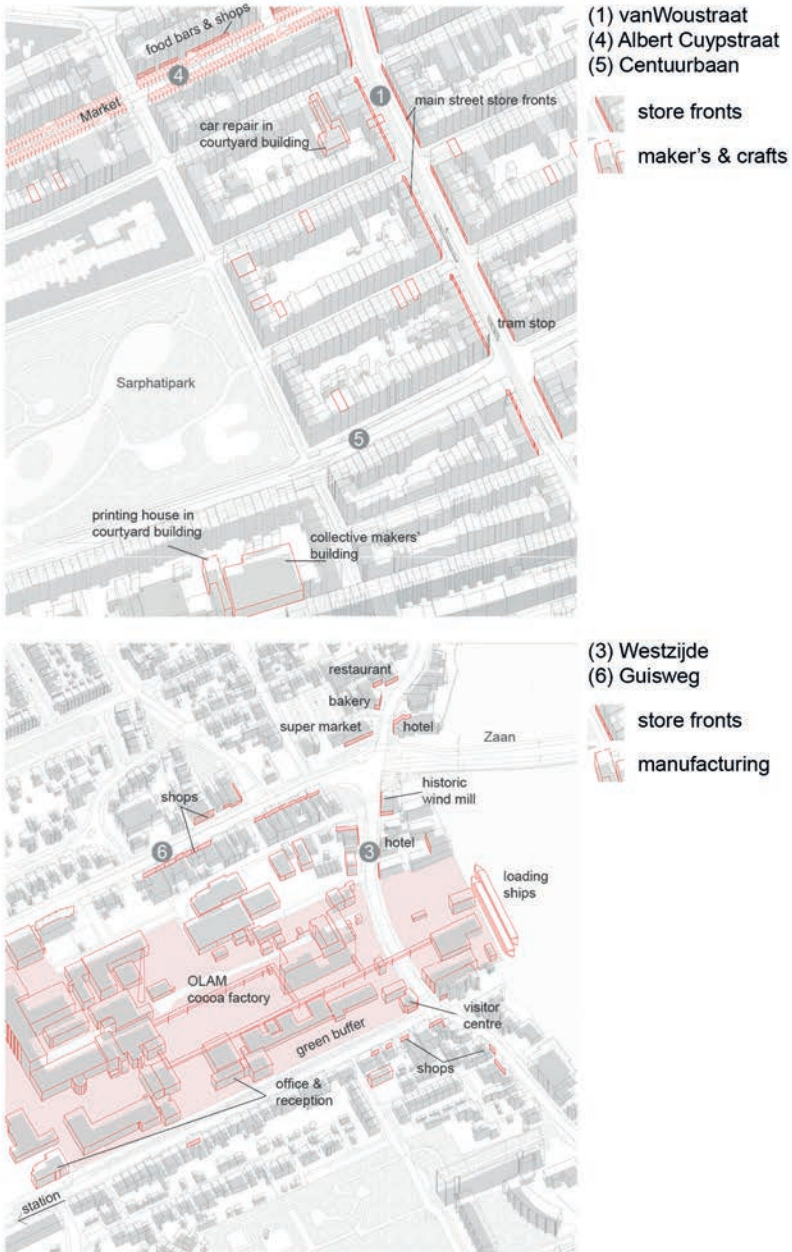 (1) vanWoustraat
(4) Albert Cuypstraat
(5) Centuurbaan
store fronts
maker's & crafts
food bars & shops
4
Market
1
car repair in
courtyard building
main street store fronts
tram stop
Sarphatipark
5
printing house in
courtyard building
collective makers'
building
(3) Westzijde
(6) Guisweg
store fronts
manufacturing
restaurant
bakery
super market
hotel
Zaan
historic
wind mill
shops
6
3
hotel
loading
ships
OLAM
cocoa factory
visitor
centre
green buffer
shops
office &
reception
station